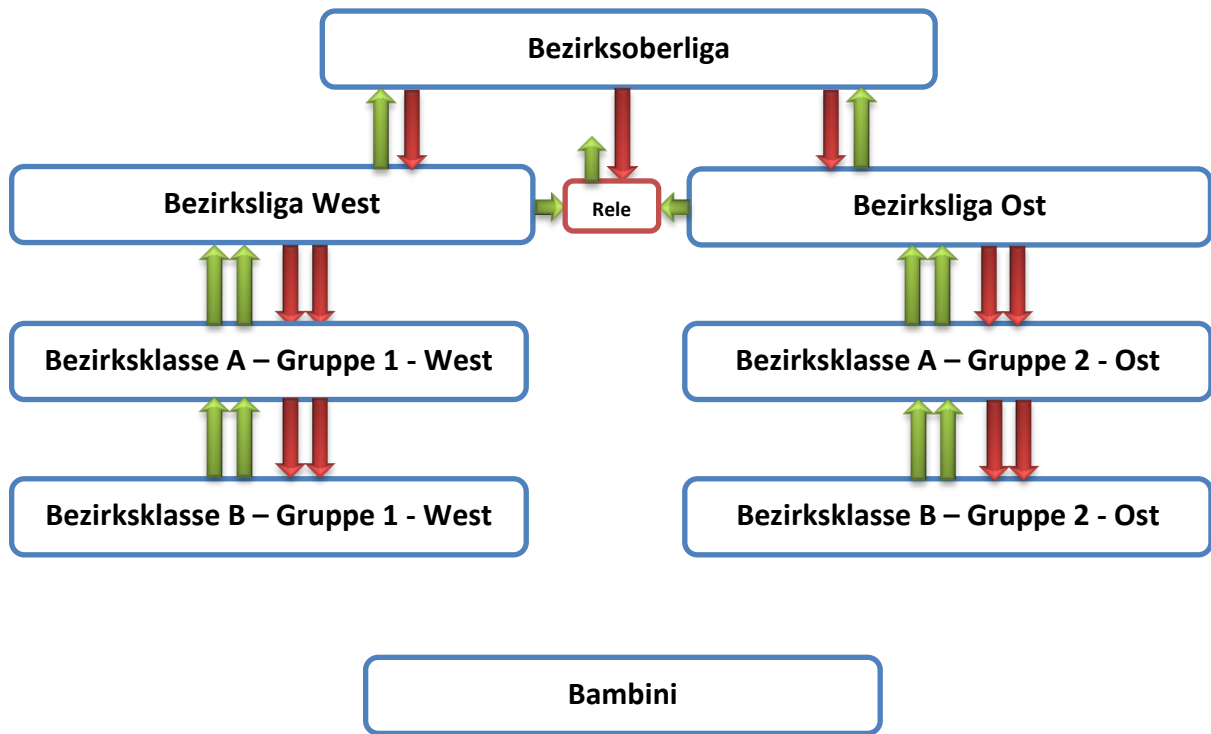 Bezirksoberliga
Bezirksliga West
Rele
Bezirksliga Ost
Bezirksklasse A – Gruppe 1 - West
Bezirksklasse A – Gruppe 2 - Ost
Bezirksklasse B – Gruppe 1 - West
Bezirksklasse B – Gruppe 2 - Ost
Bambini